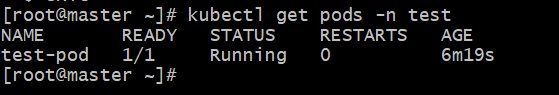 [root@master ~]# kubectl get pods -n test
NAME       READY   STATUS    RESTARTS   AGE
test-pod   1/1     Running   0          6m19s
[root@master ~]#